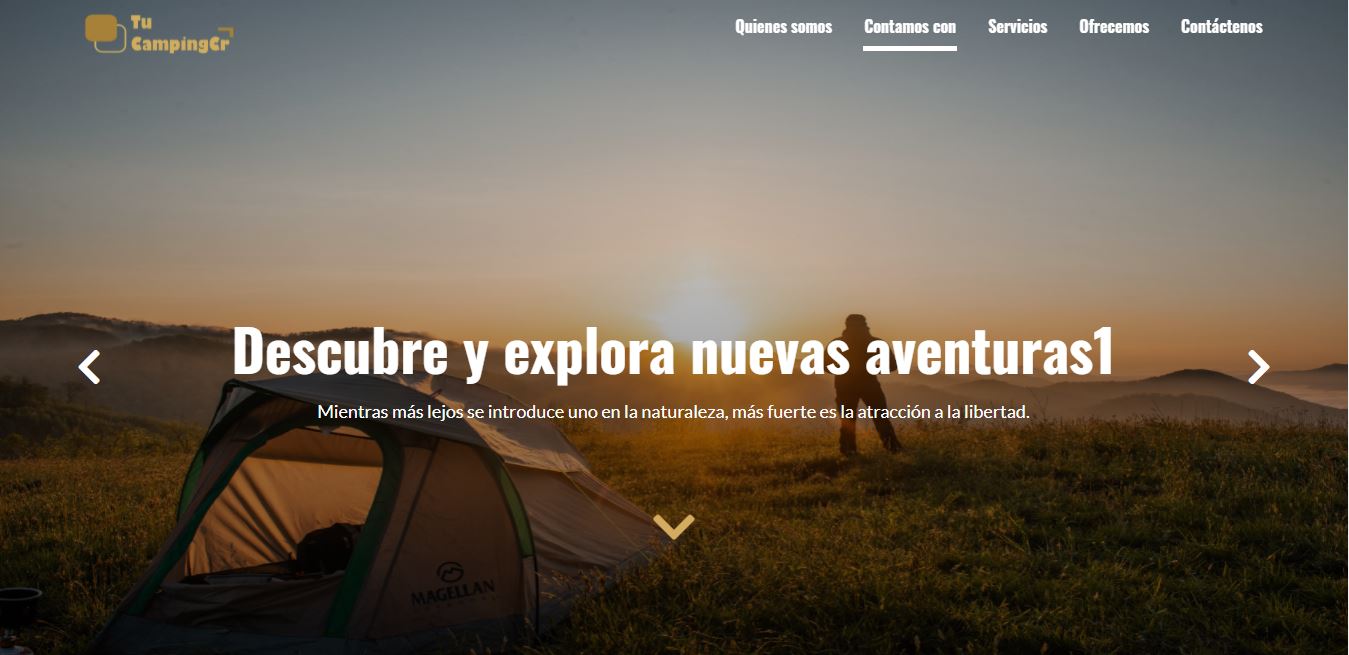 Tu
CampingCr
Quienes somos Contamos con Servicios Ofrecemos Contáctenos
Descubre y explora nuevas aventuras1
Mientras más lejos se introduce uno en la naturaleza, más fuerte es la atracción a la libertad.
MAGELLAN